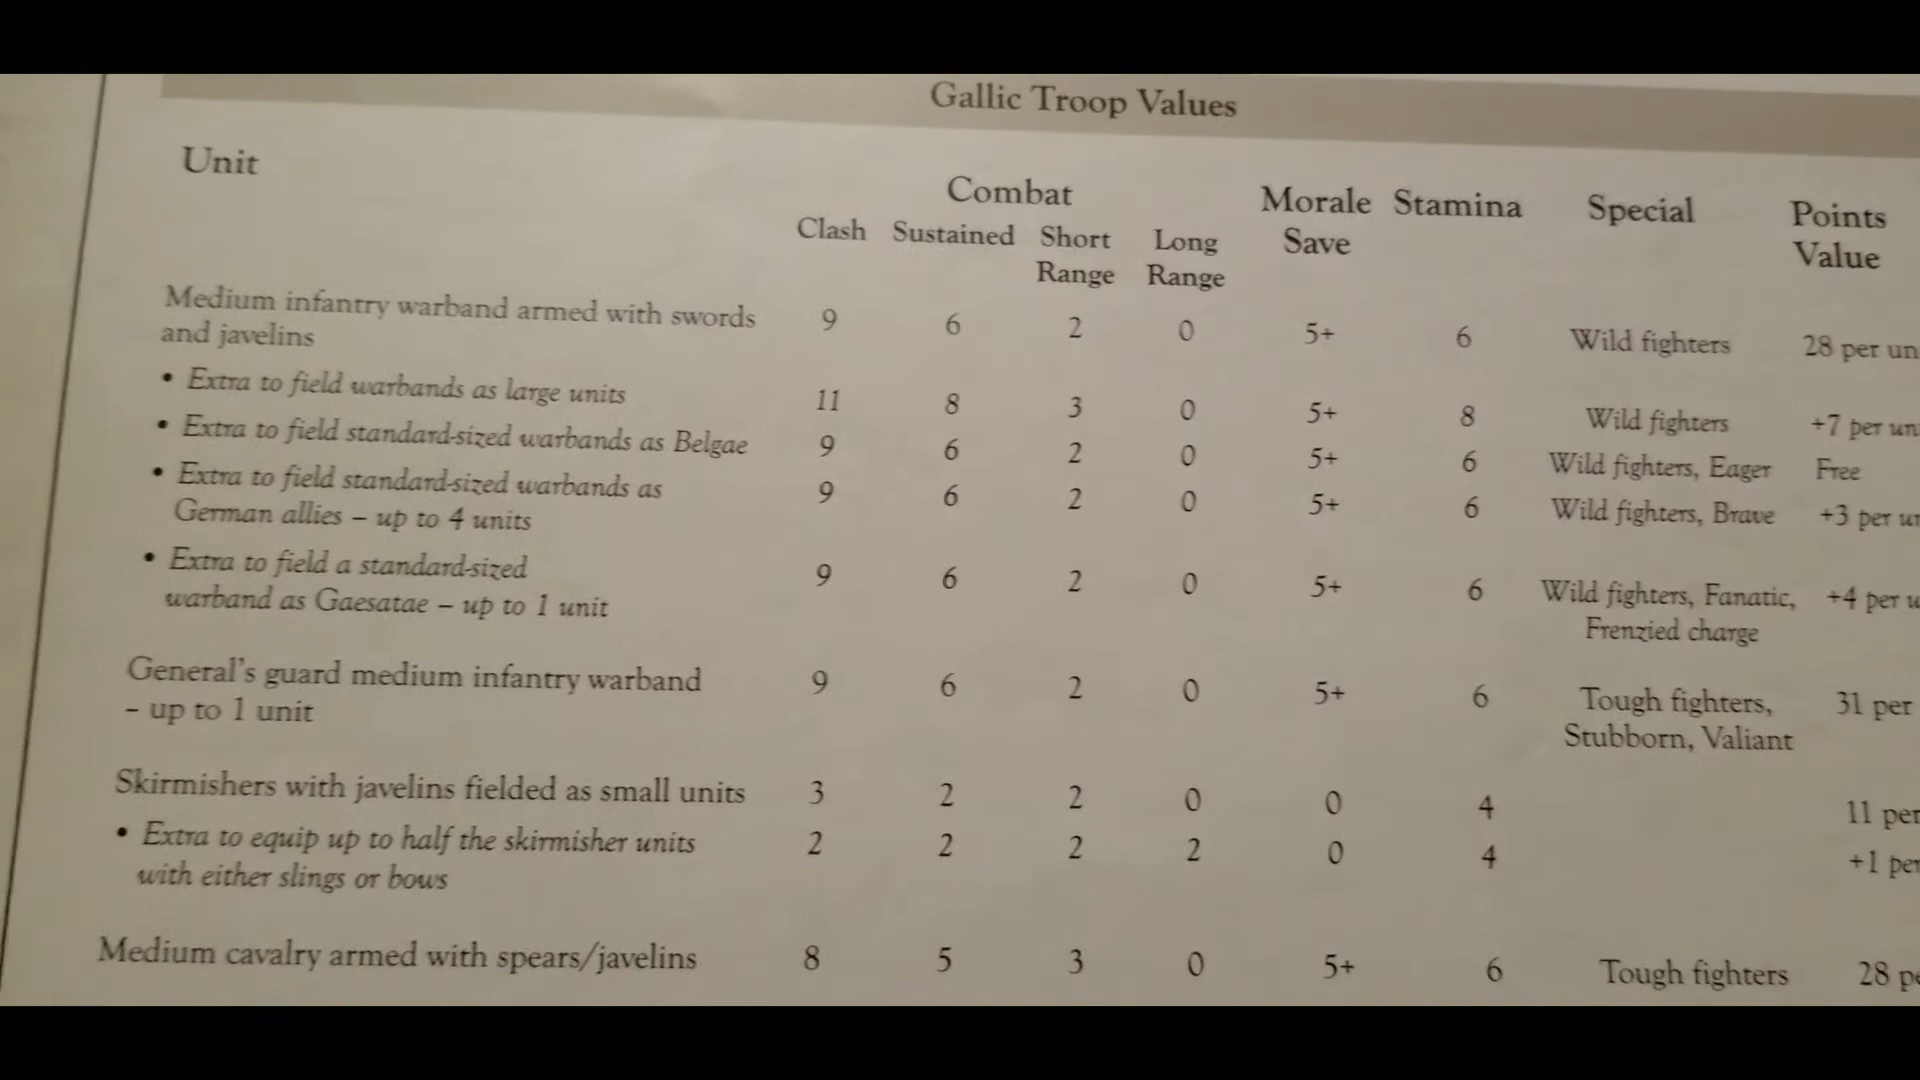 Gallic Troop Values
Unit
Combat
Morale Save
Stamina
Special
Points Value
Clash Sustained Short Range Long Range
Medium infantry warband armed with swords and javelins 9 6 2 0 5+ 6 Wild fighters 28 per un
• Extra to field warbands as large units 11 8 3 0 5+ 8 Wild fighters +7 per un
• Extra to field standard-sized warbands as Belgae 9 6 2 0 5+ 6 Wild fighters, Eager Free
• Extra to field standard-sized warbands as German allies – up to 4 units 9 6 2 0 5+ 6 Wild fighters, Brave +3 per un
• Extra to field a standard-sized warband as Gaesatae – up to 1 unit 9 6 2 0 5+ 6 Wild fighters, Fanatic, Frenzied charge +4 per u
General's guard medium infantry warband – up to 1 unit 9 6 2 0 5+ 6 Tough fighters, Stubborn, Valiant 31 per
Skirmishers with javelins fielded as small units 3 2 2 0 0 4 11 per
• Extra to equip up to half the skirmisher units with either slings or bows 2 2 2 2 0 4 +1 per
Medium cavalry armed with spears/javelins 8 5 3 0 5+ 6 Tough fighters 28 pe